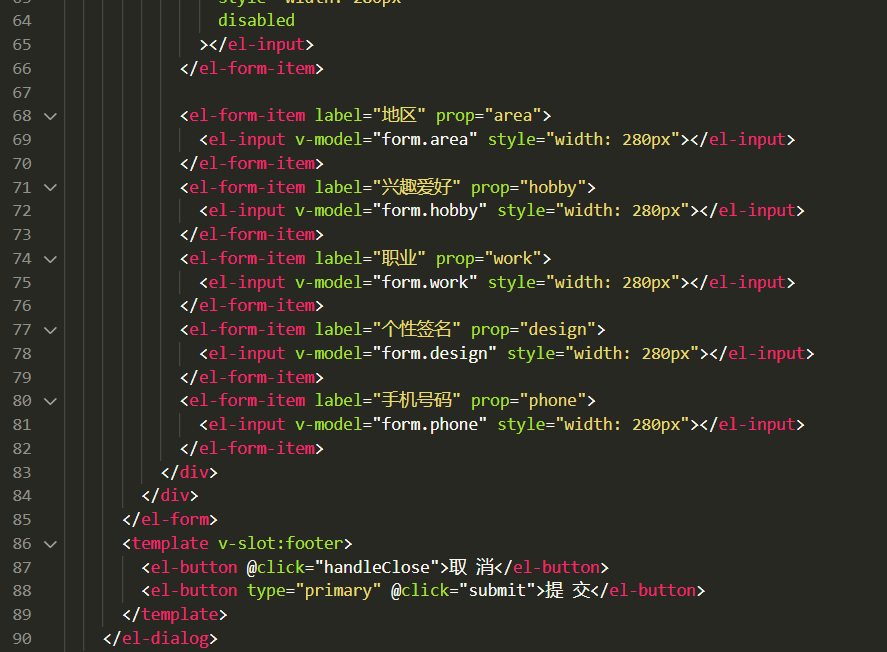 63 style="width: 280px"
64 disabled
65 ></el-input>
66 </el-form-item>
67
68 <el-form-item label="地区" prop="area">
69 <el-input v-model="form.area" style="width: 280px"></el-input>
70 </el-form-item>
71 <el-form-item label="兴趣爱好" prop="hobby">
72 <el-input v-model="form.hobby" style="width: 280px"></el-input>
73 </el-form-item>
74 <el-form-item label="职业" prop="work">
75 <el-input v-model="form.work" style="width: 280px"></el-input>
76 </el-form-item>
77 <el-form-item label="个性签名" prop="design">
78 <el-input v-model="form.design" style="width: 280px"></el-input>
79 </el-form-item>
80 <el-form-item label="手机号码" prop="phone">
81 <el-input v-model="form.phone" style="width: 280px"></el-input>
82 </el-form-item>
83 </div>
84 </div>
85 </el-form>
86 <template v-slot:footer>
87 <el-button @click="handleClose">取 消</el-button>
88 <el-button type="primary" @click="submit">提 交</el-button>
89 </template>
90 </el-dialog>